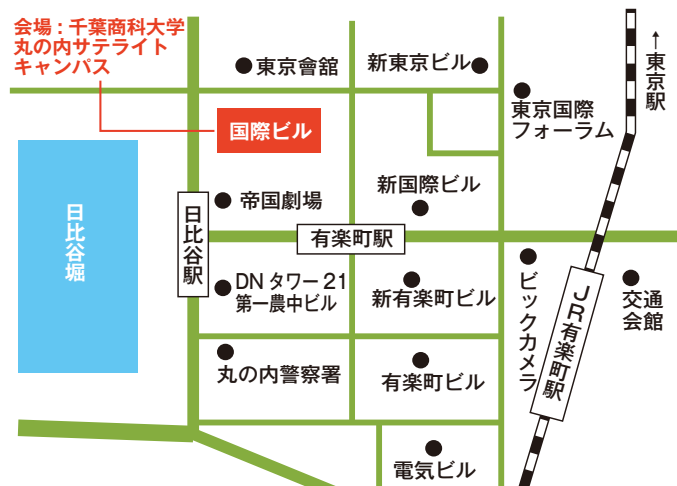 会場：千葉商科大学
丸の内サテライト
キャンパス
東京會舘
新東京ビル
↑東京駅
東京国際
フォーラム
国際ビル
新国際ビル
帝国劇場
日比谷堀
日比谷駅
有楽町駅
DNタワー21
第一農中ビル
新有楽町ビル
ビックカメラ
JR有楽町駅
交通
会館
丸の内警察署
有楽町ビル
電気ビル